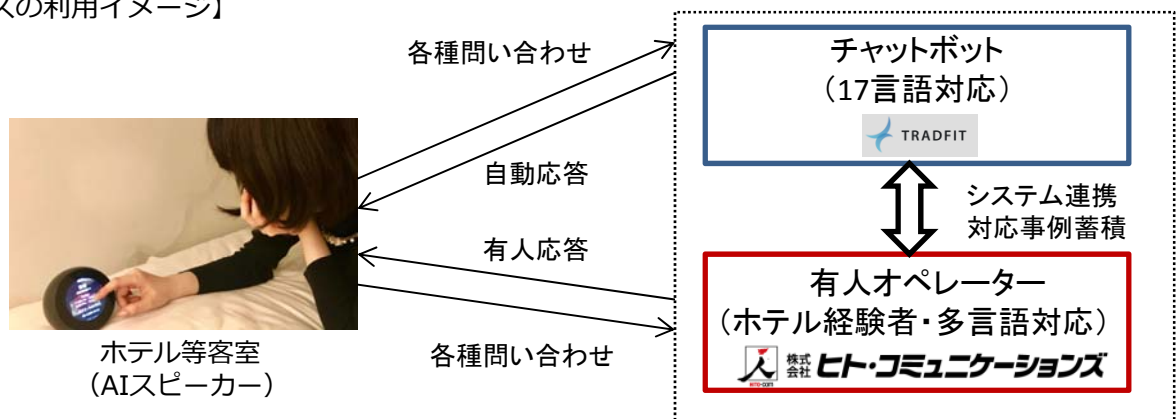 スの利用イメージ】
各種問い合わせ
自動応答
有人応答
各種問い合わせ
ホテル等客室
（AIスピーカー）
チャットボット
（17言語対応）
TRADFIT
システム連携
対応事例蓄積
有人オペレーター
（ホテル経験者・多言語対応）
株式
会社
ヒト・コミュニケーションズ